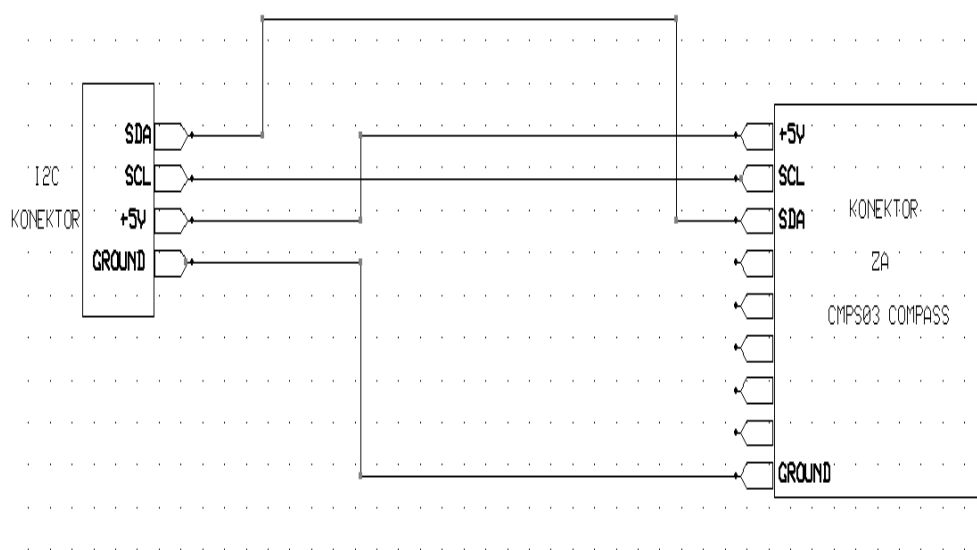 SDA
SCL
+5V
GROUND
I2C
KONEKTOR
+5V
SCL
SDA
GROUND
KONEKTOR
ZA
CMPS03 COMPASS